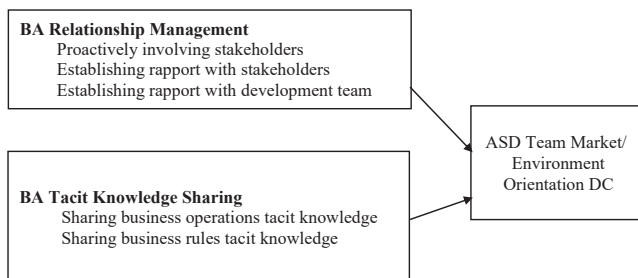 BA Relationship Management
Proactively involving stakeholders
Establishing rapport with stakeholders
Establishing rapport with development team
ASD Team Market/
Environment
Orientation DC
BA Tacit Knowledge Sharing
Sharing business operations tacit knowledge
Sharing business rules tacit knowledge